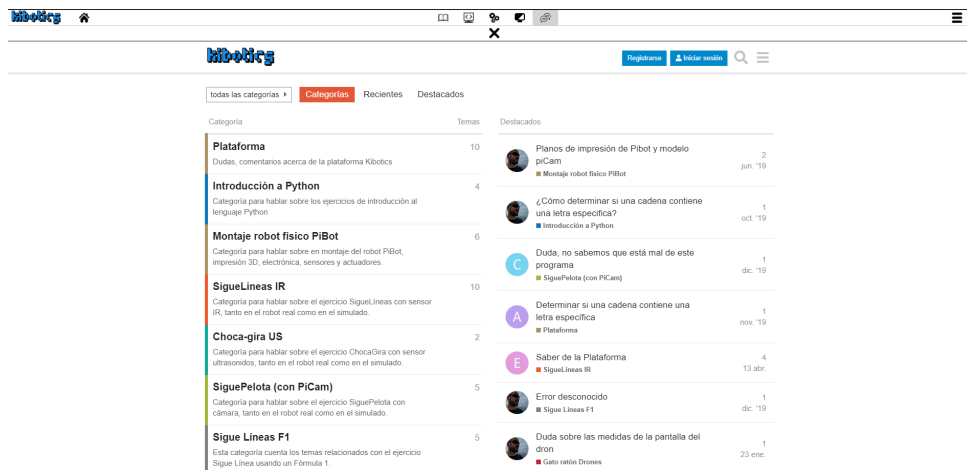 kibotics
kibotics
Registrarse
Iniciar sesión
todas las categorías
Categorías
Recientes
Destacados
Categoría
Temas
Plataforma
10
Dudas, comentarios acerca de la plataforma Kibotics
Introducción a Python
4
Categoría para hablar sobre los ejercicios de introducción al
lenguaje Python
Montaje robot físico PiBot
6
Categoría para hablar sobre en montaje del robot PiBot,
impresión 3D, electrónica, sensores y actuadores.
SigueLineas IR
10
Categoría para hablar sobre el ejercicio SigueLíneas con sensor
IR, tanto en el robot real como en el simulado.
Choca-gira US
2
Categoría para hablar sobre el ejercicio ChocaGira con sensor
ultrasonidos, tanto en el robot real como en el simulado.
SiguePelota (con PiCam)
5
Categoría para hablar sobre el ejercicio SiguePelota con
cámara, tanto en el robot real como en el simulado.
Sigue Líneas F1
5
Esta categoría cuenta los temas relacionados con el ejercicio
Sigue Línea usando un Fórmula 1.
Destacados
Planos de impresión de Pibot y modelo
piCam
Montaje robot físico PiBot
2
jun. '19
¿Cómo determinar si una cadena contiene
una letra especifica?
Introducción a Python
1
oct. '19
C
Duda, no sabemos que está mal de este
programa
SiguePelota (con PiCam)
1
dic. '19
A
Determinar si una cadena contiene una
letra específica
Plataforma
1
nov. '19
E
Saber de la Plataforma
SigueLineas IR
4
13 abr.
Error desconocido
Sigue Líneas F1
1
dic. '19
Duda sobre las medidas de la pantalla del
dron
Gato ratón Drones
1
23 ene.